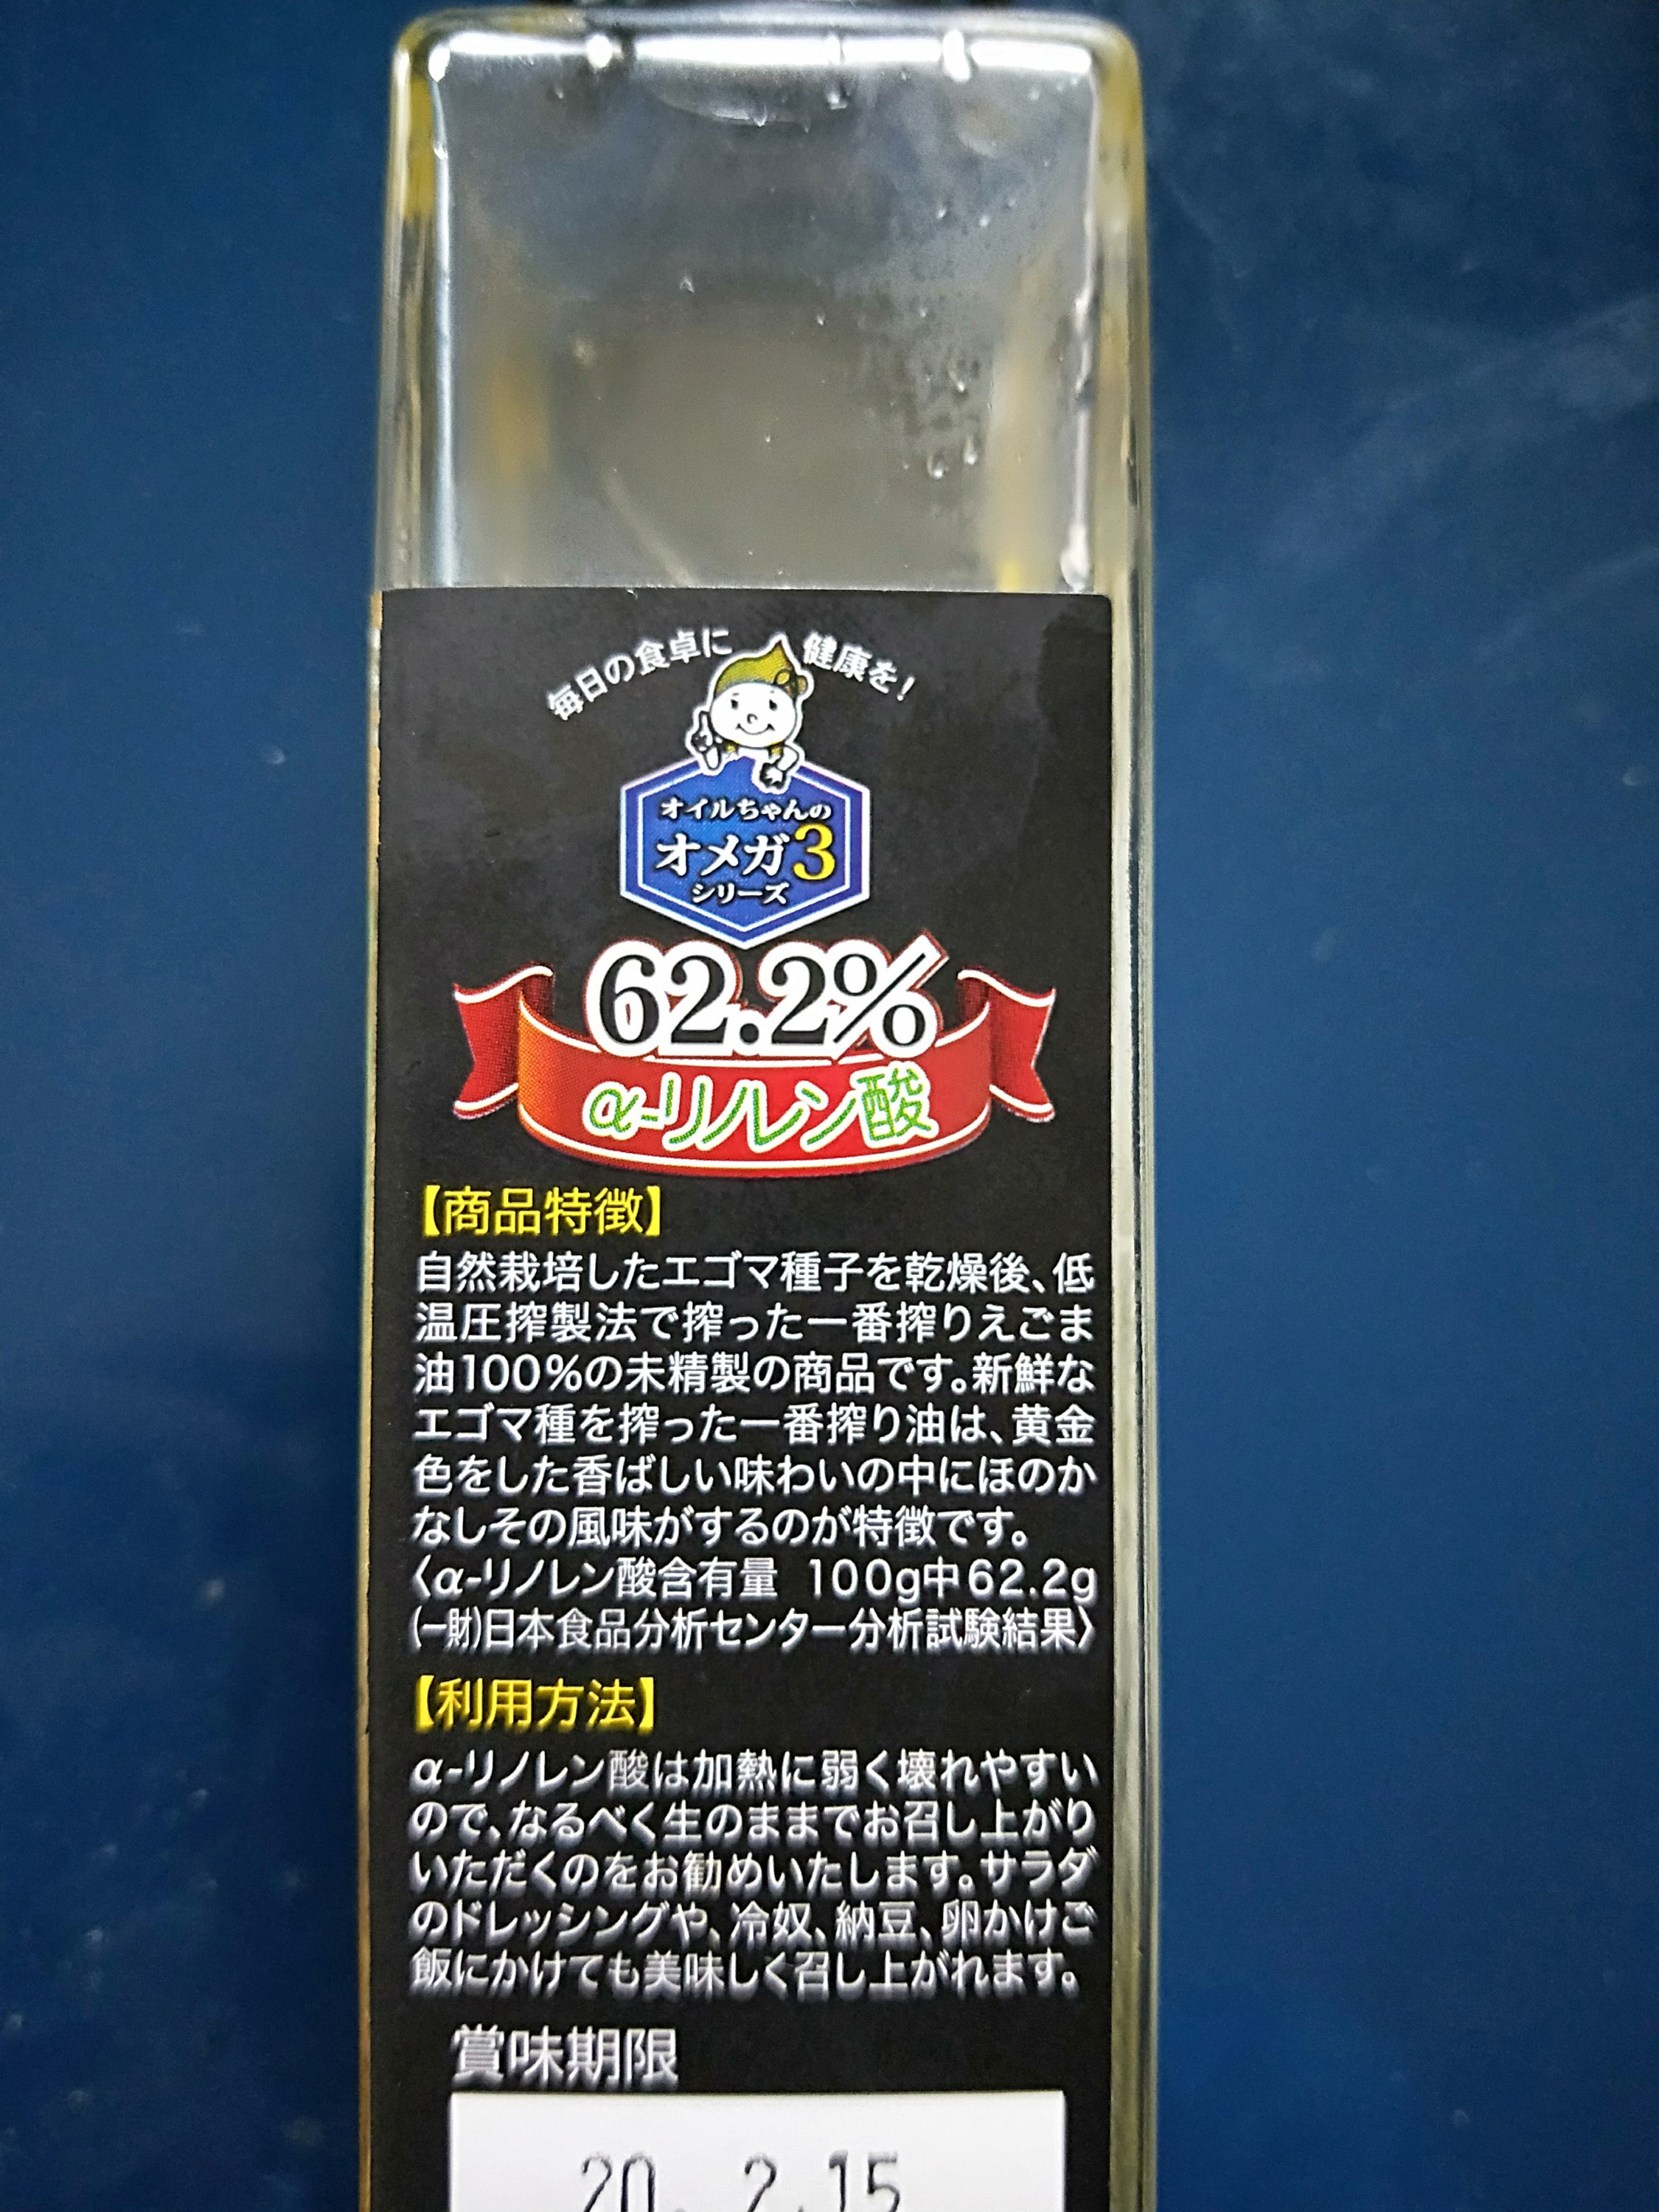 毎日の食卓に 健康を!
オイルちゃんの
オメガ3
シリーズ
62.2%
α-リノレン酸
【商品特徴】
自然栽培したエゴマ種子を乾燥後、低
温圧搾製法で搾った一番搾りえごま
油100%の未精製の商品です。新鮮な
エゴマ種を搾った一番搾り油は、黄金
色をした香ばしい味わいの中にほのか
なしその風味がするのが特徴です。
〈α-リノレン酸含有量 100g中62.2g
(一財)日本食品分析センター分析試験結果〉
【利用方法】
α-リノレン酸は加熱に弱く壊れやすい
ので、なるべく生のままでお召し上がり
いただくのをお勧めいたします。サラダ
のドレッシングや、冷奴、納豆、卵かけご
飯にかけても美味しく召し上がれます。
賞味期限
20. 2.15